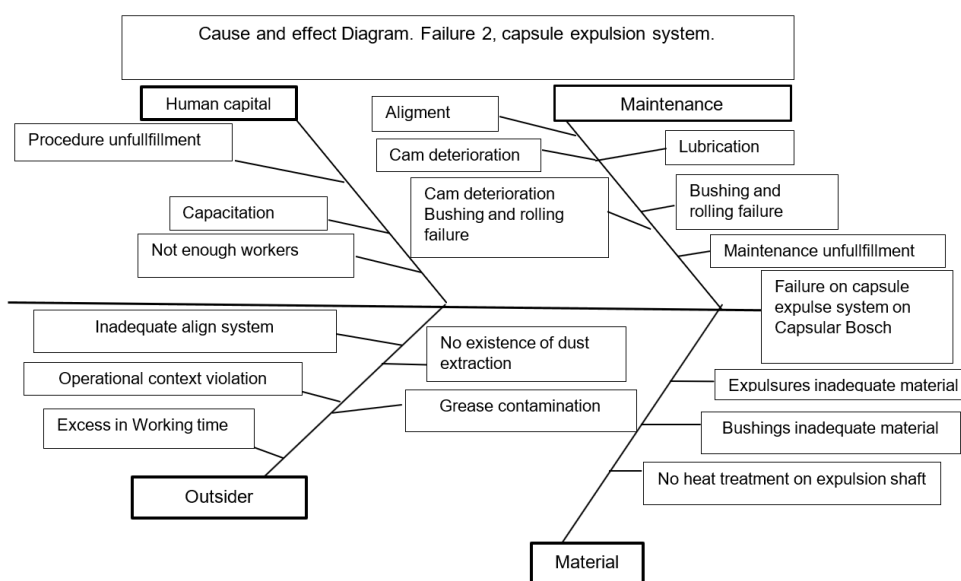 Cause and effect Diagram. Failure 2, capsule expulsion system.
Human capital
Maintenance
Aligment
Procedure unfullfillment
Cam deterioration
Lubrication
Cam deterioration
Bushing and rolling
failure
Bushing and
rolling failure
Capacitation
Not enough workers
Maintenance unfullfillment
Failure on capsule
expulse system on
Capsular Bosch
Inadequate align system
No existence of dust
extraction
Operational context violation
Expulsures inadequate material
Grease contamination
Excess in Working time
Bushings inadequate material
No heat treatment on expulsion shaft
Outsider
Material